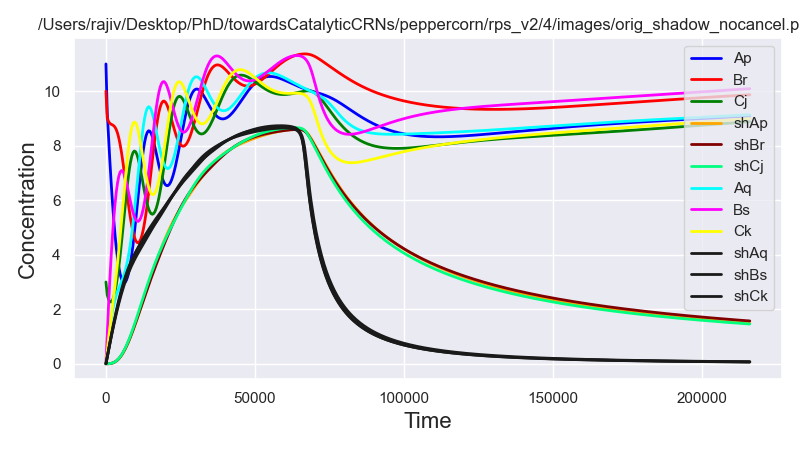 /Users/rajiv/Desktop/PhD/towardsCatalyticCRNs/peppercorn/rps_v2/4/images/orig_shadow_nocancel.p
Concentration
10
8
6
4
2
0
Ap
Br
Cj
shAp
shBr
shCj
Aq
Bs
Ck
shAq
shBs
shCk
0 50000 100000 150000 200000
Time